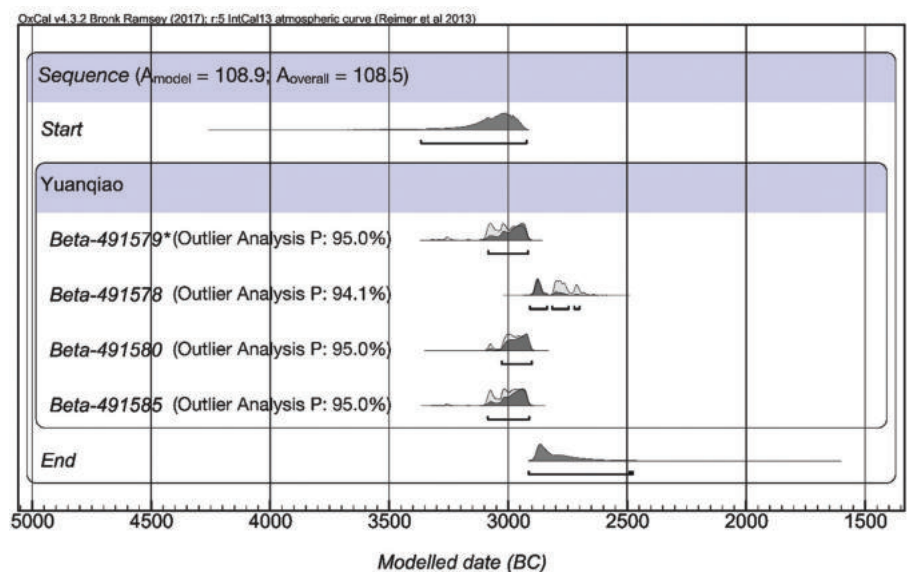 OxCal v4.3.2 Bronk Ramsey (2017); r:5 IntCal13 atmospheric curve (Reimer et al 2013)
Sequence (Amodel = 108.9; Aoverall = 108.5)
Start
Yuanqiao
Beta-491579* (Outlier Analysis P: 95.0%)
Beta-491578 (Outlier Analysis P: 94.1%)
Beta-491580 (Outlier Analysis P: 95.0%)
Beta-491585 (Outlier Analysis P: 95.0%)
End
5000 4500 4000 3500 3000 2500 2000 1500
Modelled date (BC)